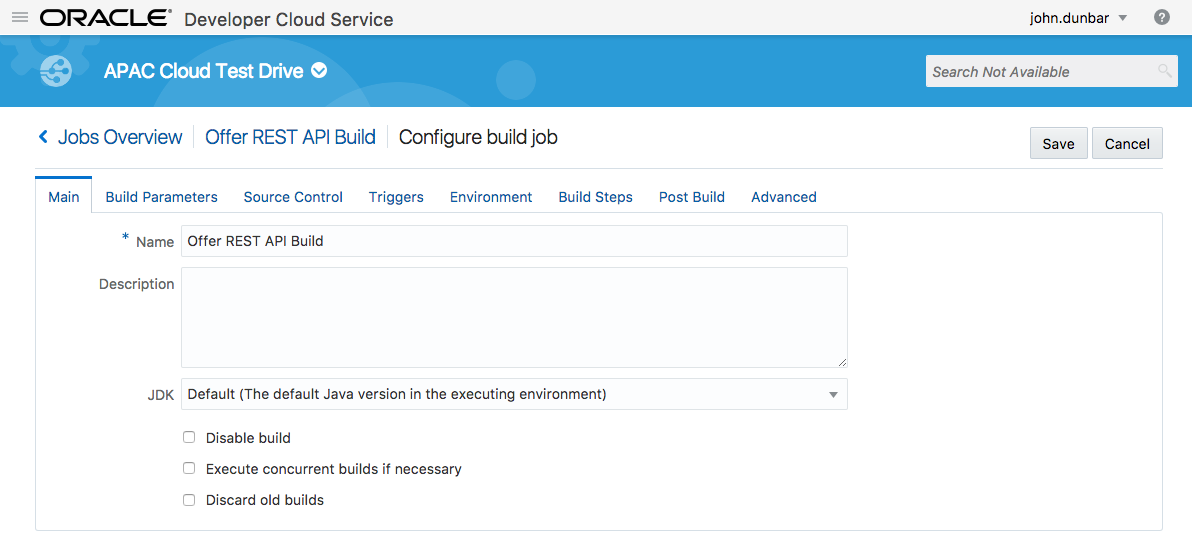 ORACLE® Developer Cloud Service john.dunbar ?
APAC Cloud Test Drive Search Not Available
Jobs Overview Offer REST API Build Configure build job Save Cancel
Main Build Parameters Source Control Triggers Environment Build Steps Post Build Advanced
* Name Offer REST API Build
Description
JDK Default (The default Java version in the executing environment)
Disable build
Execute concurrent builds if necessary
Discard old builds